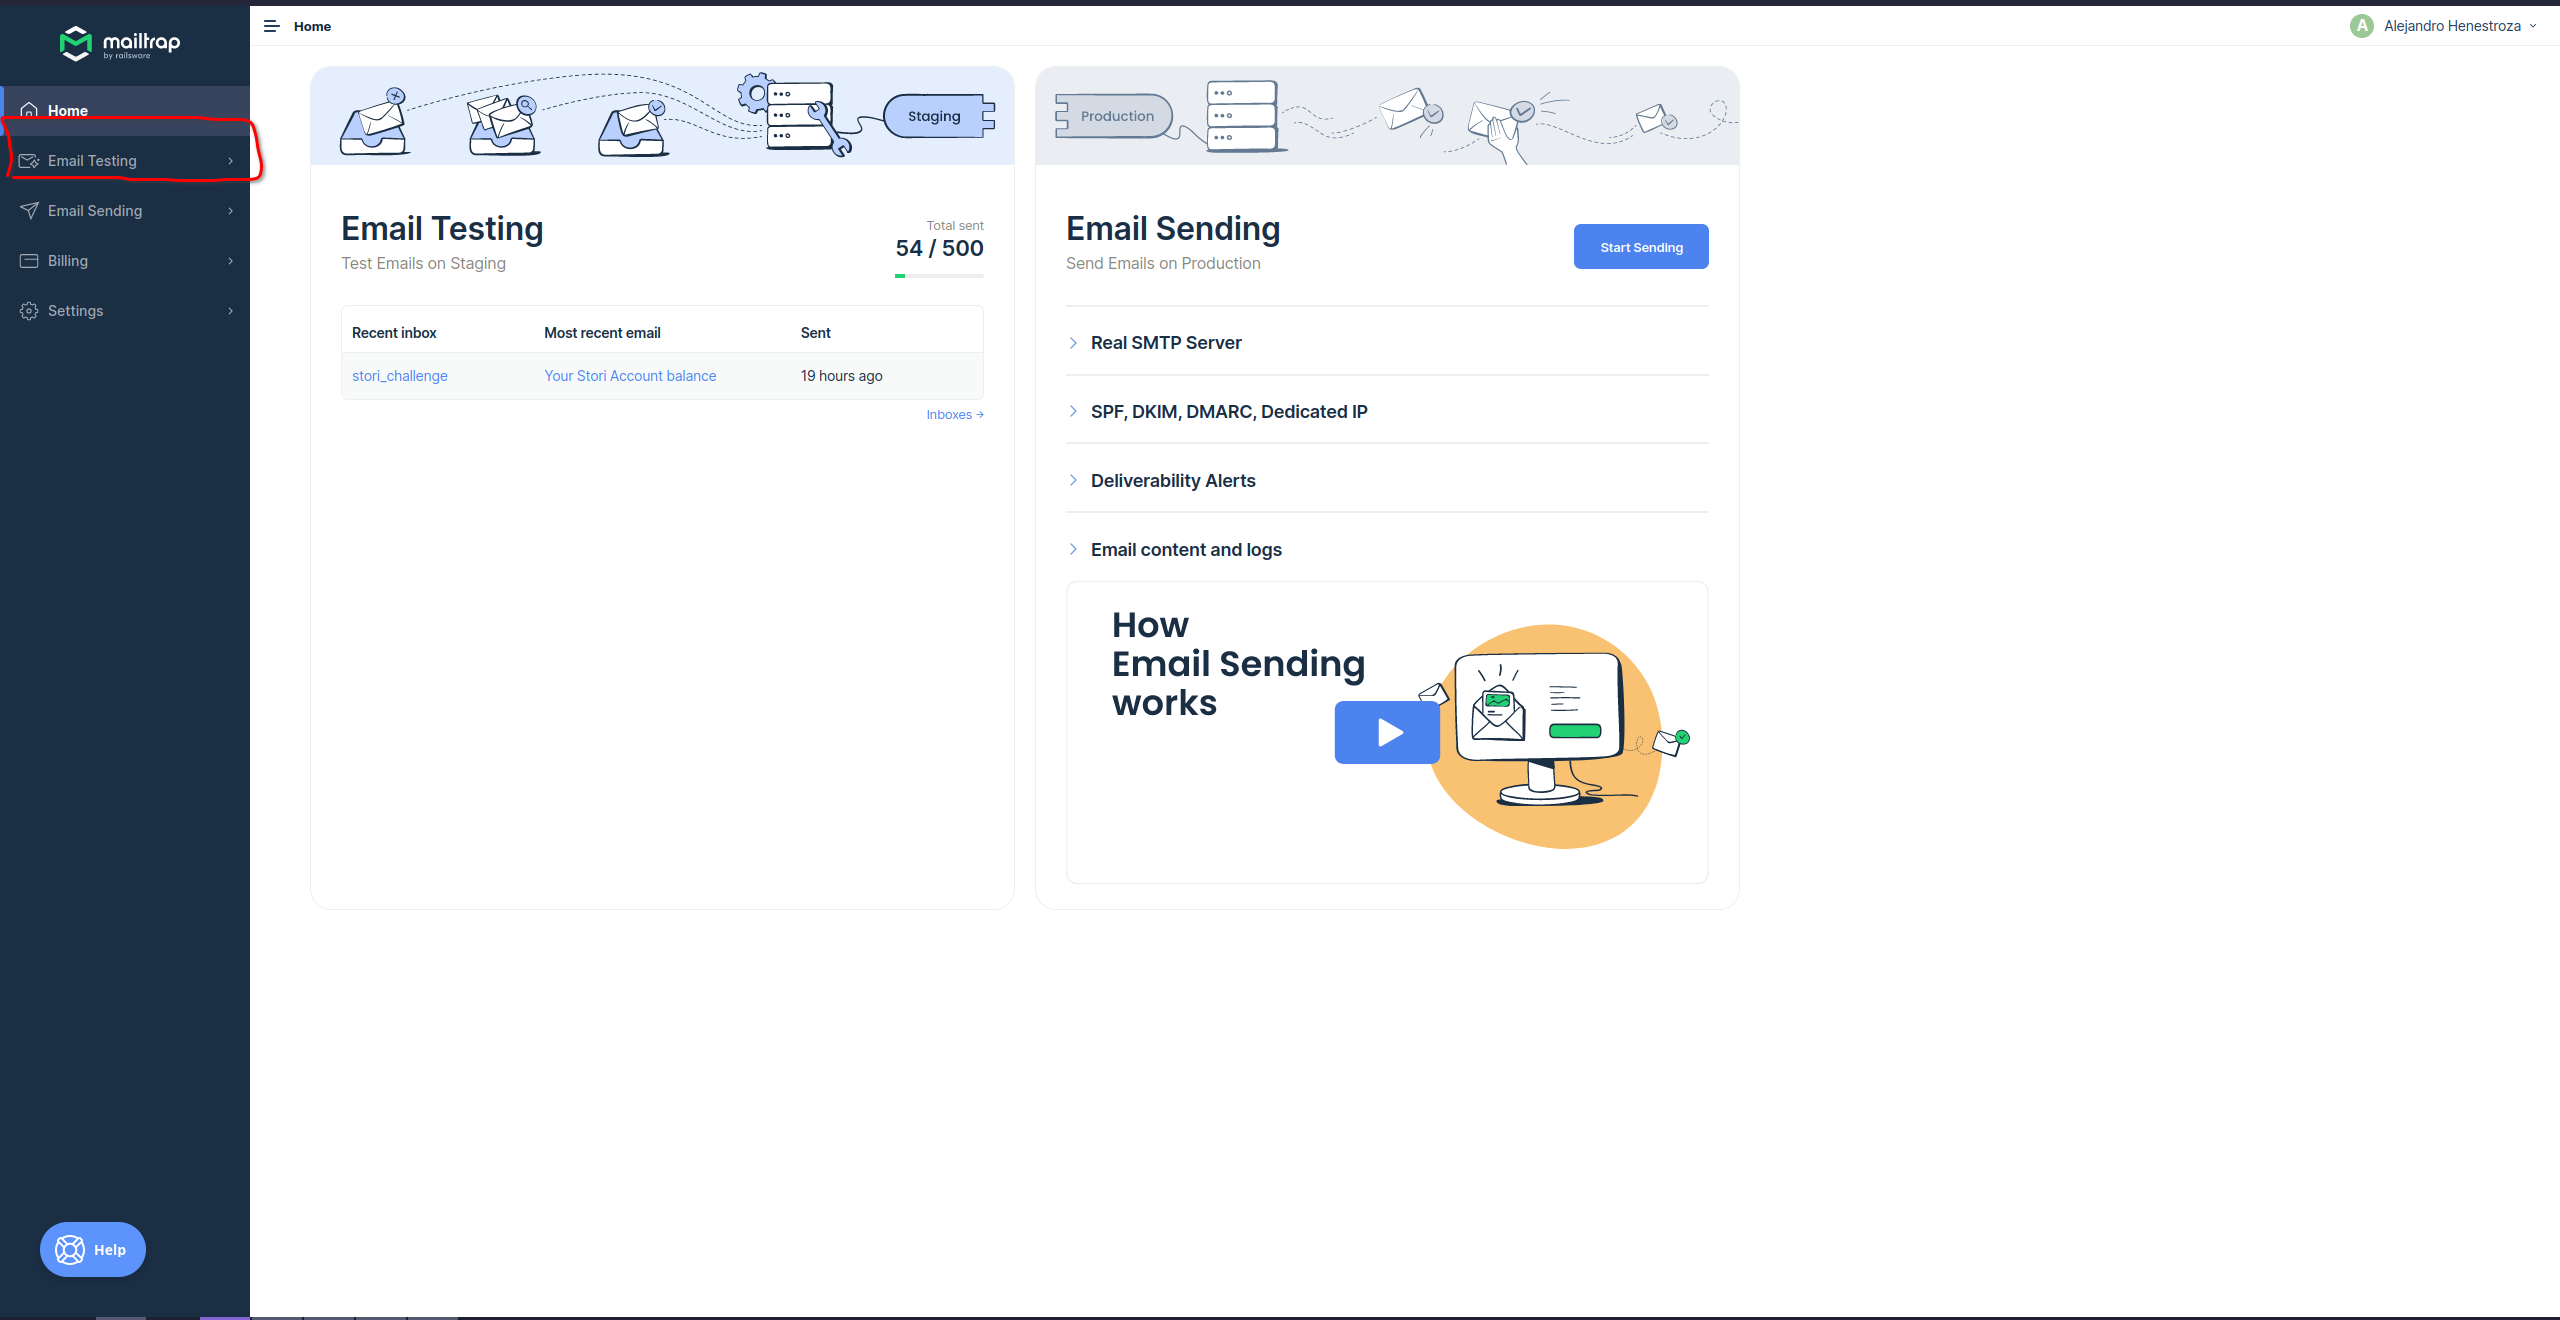 mailtrap
by railsware
Home
Email Testing
Email Sending
Billing
Settings
Help
Home
A
Alejandro Henestroza
Staging
Email Testing
Test Emails on Staging
Total sent
54 / 500
Recent inbox Most recent email Sent
stori_challenge Your Stori Account balance 19 hours ago
Inboxes →
Production
Email Sending
Send Emails on Production
Start Sending
Real SMTP Server
SPF, DKIM, DMARC, Dedicated IP
Deliverability Alerts
Email content and logs
How
Email Sending
works